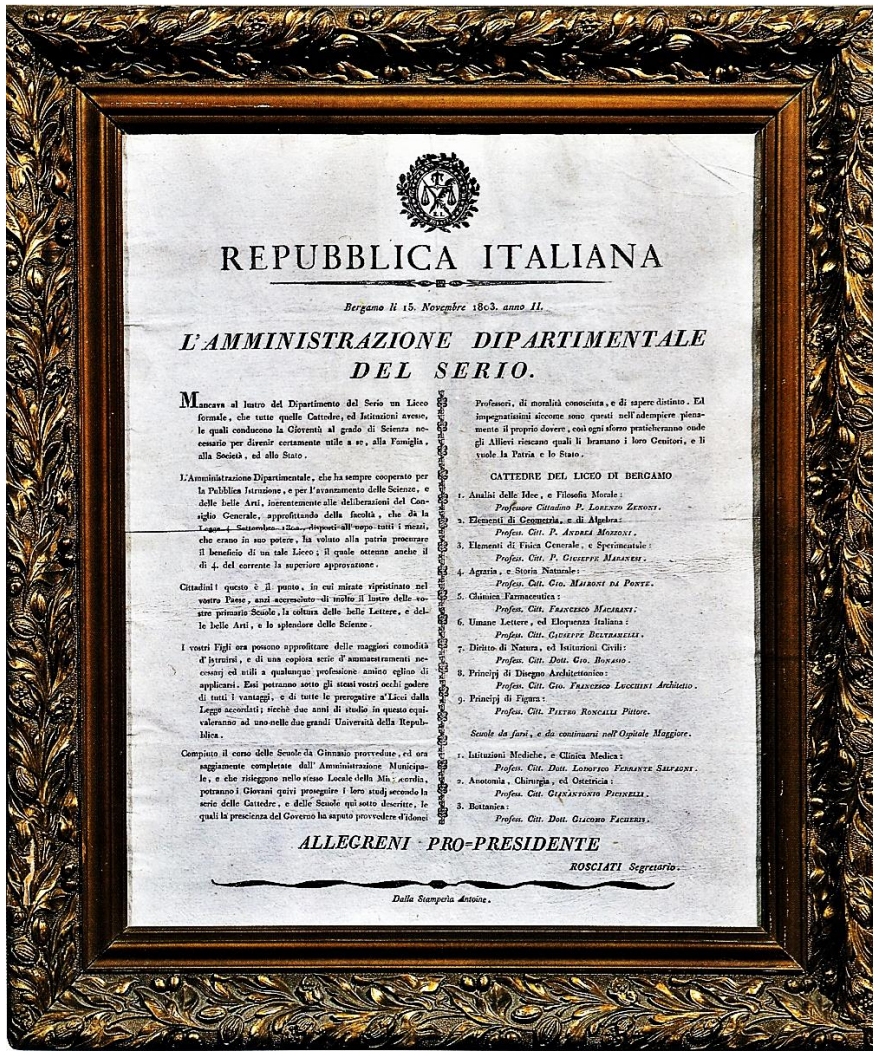 R. I.
REPUBBLICA ITALIANA
Bergamo li 15. Novembre 1803. anno II.
L'AMMINISTRAZIONE DIPARTIMENTALE
DEL SERIO.
Mancava al lustro del Dipartimento del Serio un Liceo
formale, che tutte quelle Cattedre, ed Istituzioni avesse,
le quali conducono la Gioventù al grado di Scienza ne-
cessario per divenir certamente utile a se, alla Famiglia,
alla Società, ed allo Stato.
L'Amministrazione Dipartimentale, che ha sempre cooperato per
la Pubblica Istruzione, e per l'avanzamento delle Scienze, e
delle belle Arti, inerentemente alle deliberazioni del Con-
siglio Generale, approfittando della facoltà, che dà la
Legge 4. Settembre 1802. disposti all'uopo tutti i mezzi,
che erano in suo potere, ha voluto alla patria procurare
il beneficio di un tale Liceo; il quale ottenne anche il
dì 4. del corrente la superiore approvazione.
Cittadini! questo è il punto, in cui mirate ripristinato nel
vostro Paese, anzi accresciuto di molto il lustro delle vo-
stre primario Scuole, la coltura delle belle Lettere, e del-
le belle Arti, e lo splendore delle Scienze.
I vostri Figli ora possono approfittare delle maggiori comodità
d'istruirsi, e di una copiosa serie d'ammaestramenti ne-
cessarj ed utili a qualunque professione amino eglino di
applicarsi. Essi potranno sotto gli stessi vostri occhi godere
di tutti i vantaggi, e di tutte le prerogative a'Licei dalla
Legge accordati; sicchè due anni di studio in questo equi-
valeranno ad uno nelle due grandi Università della Repub-
blica.
Compiuto il corso delle Scuole da Ginnasio provvedute, ed ora
saggiamente completate dall'Amministrazione Municipa-
le, e che risieggono nello stesso Locale della Misericordia,
potranno i Giovani quivi proseguire i loro studj secondo la
serie delle Cattedre, e delle Scuole qui sotto descritte, le
quali la prescienza del Governo ha saputo provvedere d'idonei
Professori, di moralità conosciuta, e di sapere distinto. Ed
impegnatissimi siccome sono questi nell'adempiere piena-
mente il proprio dovere, così ogni sforzo praticheranno onde
gli Allievi riescano quali li bramano i loro Genitori, e li
vuole la Patria e lo Stato.
CATTEDRE DEL LICEO DI BERGAMO
1. Analisi delle Idee, e Filosofia Morale:
Professore Cittadino P. LORENZO ZENONI.
2. Elementi di Geometria, e di Algebra:
Profess. Citt. P. ANDREA MOZZONI.
3. Elementi di Fisica Generale, e Sperimentale:
Profess. Citt. P. GIUSEPPE MARANESI.
4. Agraria, e Storia Naturale:
Profess. Citt. GIO. MAIRONI DA PONTE.
5. Chimica Farmaceutica:
Profess. Citt. FRANCESCO MACARANI.
6. Umane Lettere, ed Eloquenza Italiana:
Profess. Citt. GIUSEPPE BELTRAMELLI.
7. Diritto di Natura, ed Istituzioni Civili:
Profess. Citt. Dott. GIO. BONASIO.
8. Principj di Disegno Architettonico:
Profess. Citt. GIO. FRANCESCO LUCCHINI Architetto.
9. Principj di Figura:
Profess. Citt. PIETRO RONCALLI Pittore.
Scuole da farsi, e da continuarsi nell'Ospitale Maggiore.
1. Istituzioni Mediche, e Clinica Medica:
Profess. Citt. Dott. LODOVICO FERRANTE SALVAGNI.
2. Anotomia, Chirurgia, ed Ostetricia:
Profess. Citt. GIANANTONIO PICINELLI.
3. Bottanica:
Profess. Citt. Dott. GIACOMO FACHERIS.
ALLEGRENI PRO=PRESIDENTE
ROSCIATI Segretario.
Dalla Stamperia Antoine.